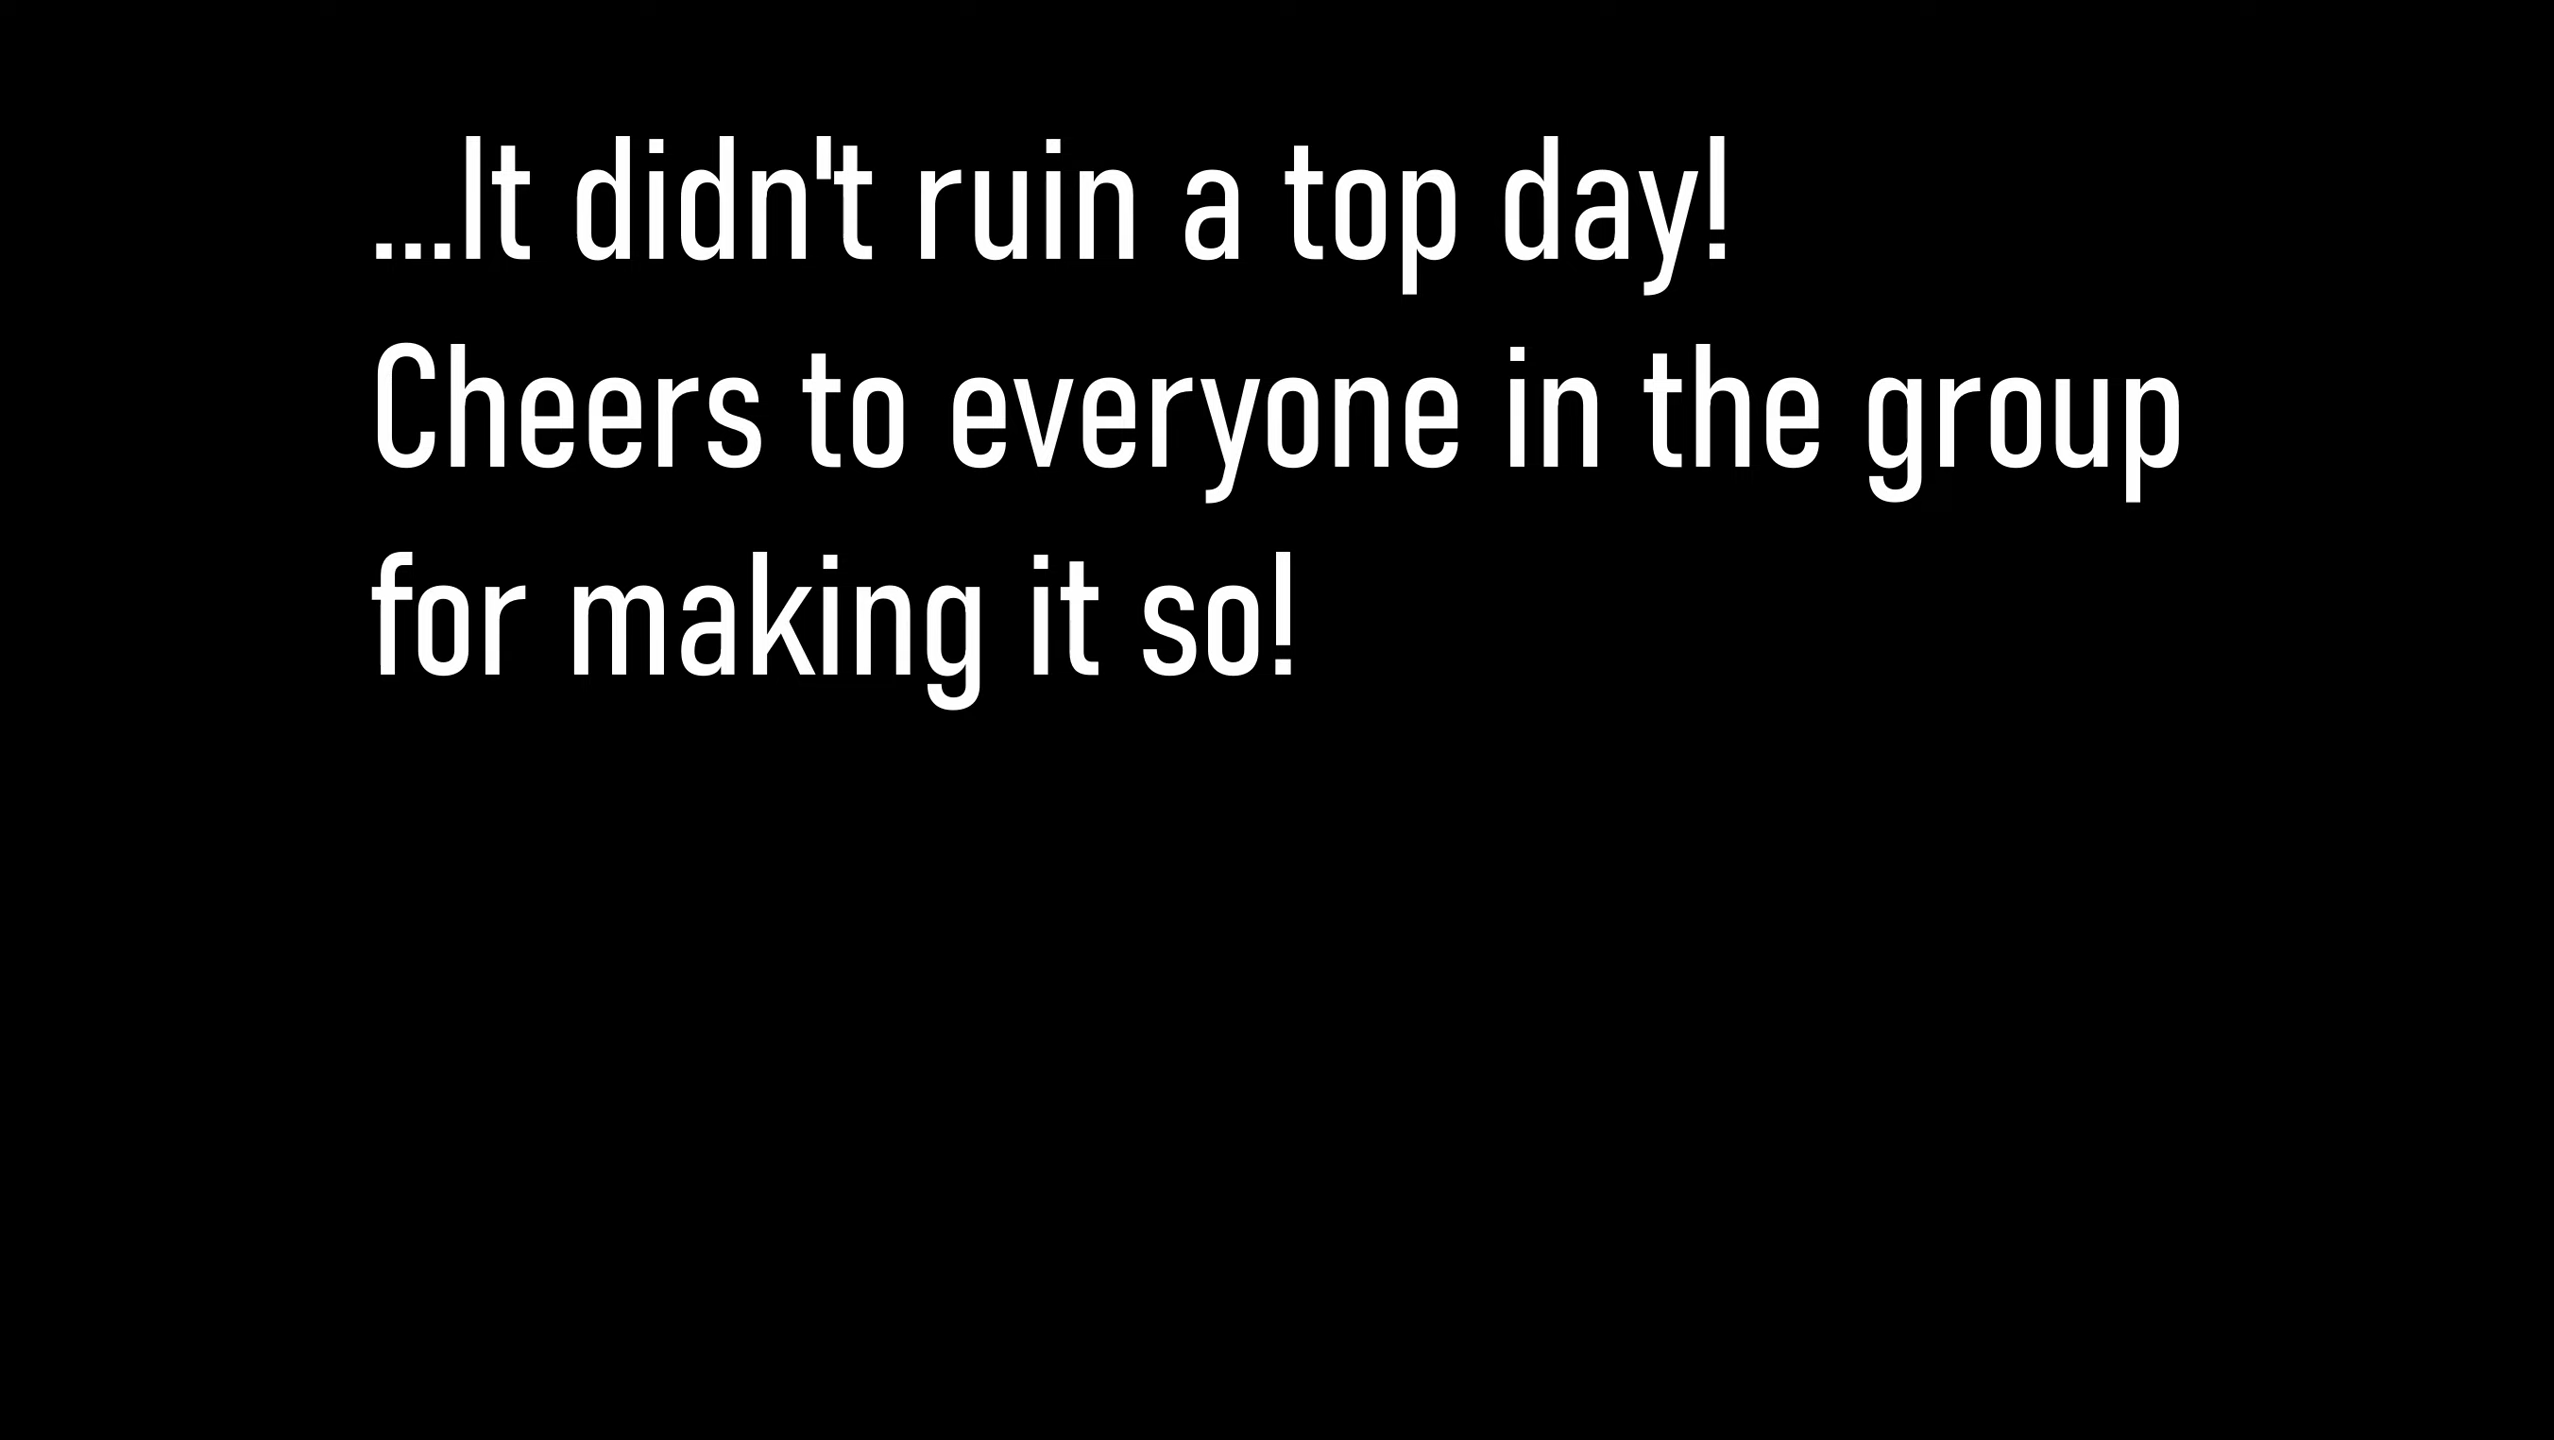 ...It didn't ruin a top day!
Cheers to everyone in the group
for making it so!